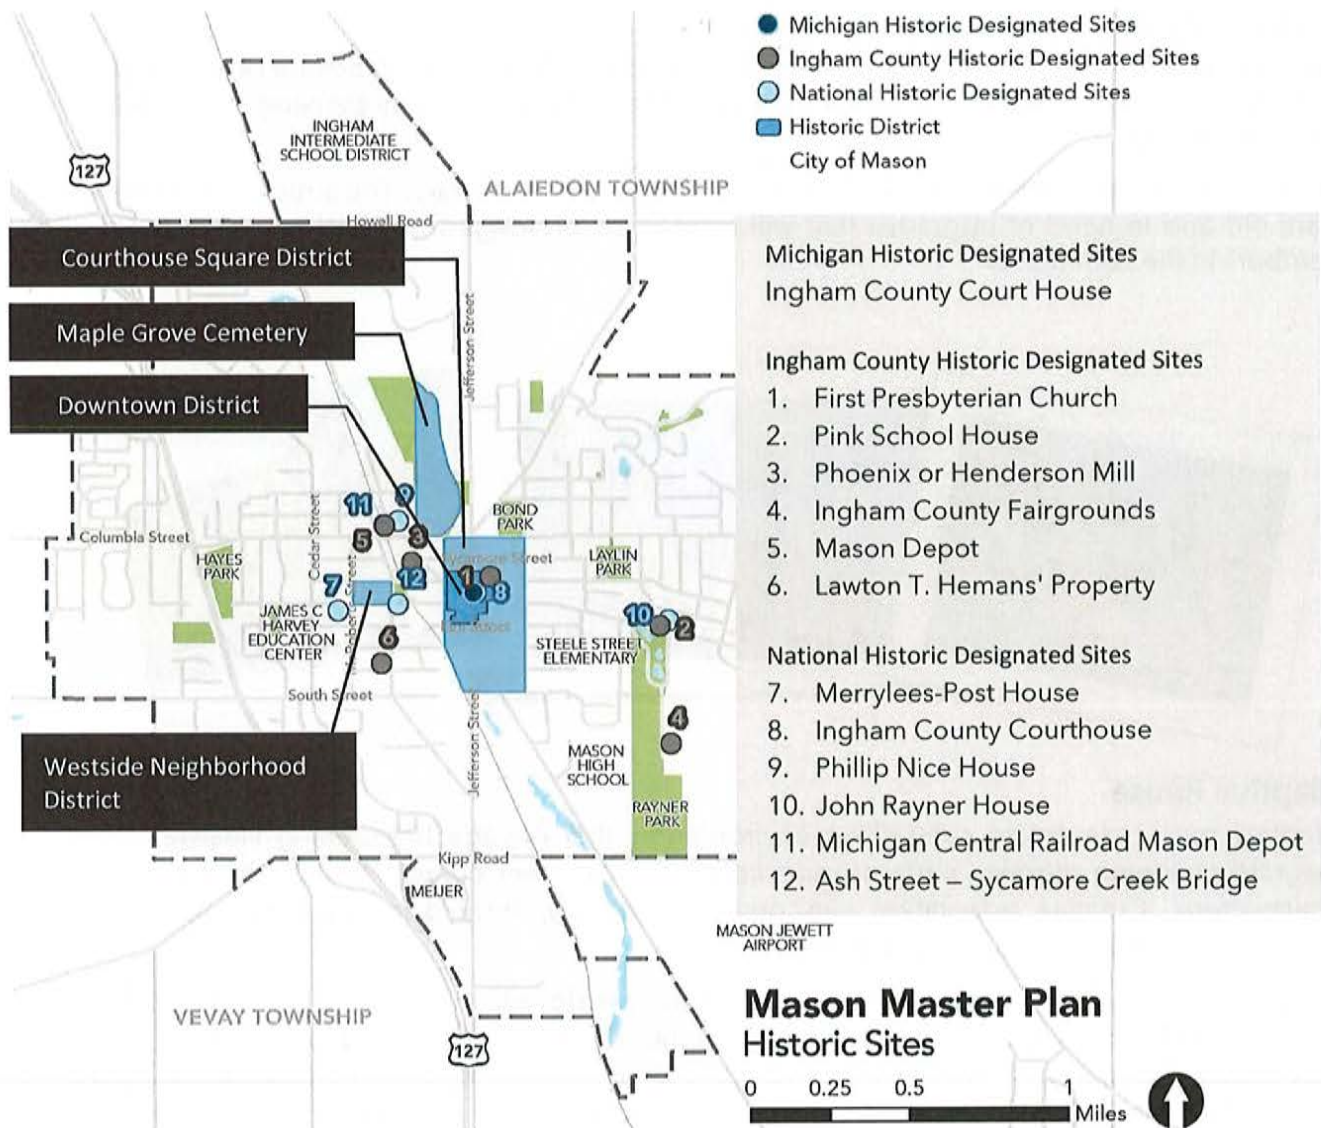 Michigan Historic Designated Sites
Ingham County Historic Designated Sites
National Historic Designated Sites
Historic District
City of Mason
127
INGHAM
INTERMEDIATE
SCHOOL DISTRICT
ALAIEDON TOWNSHIP
Howell Road
Courthouse Square District
Maple Grove Cemetery
Downtown District
Jefferson Street
Michigan Historic Designated Sites
Ingham County Court House
Ingham County Historic Designated Sites
1. First Presbyterian Church
2. Pink School House
3. Phoenix or Henderson Mill
4. Ingham County Fairgrounds
5. Mason Depot
6. Lawton T. Hemans' Property
National Historic Designated Sites
7. Merrylees-Post House
8. Ingham County Courthouse
9. Phillip Nice House
10. John Rayner House
11. Michigan Central Railroad Mason Depot
12. Ash Street – Sycamore Creek Bridge
9
11
BOND
PARK
Columbia Street
Cedar Street
5
3
HAYES
PARK
Sycamore Street
LAYLIN
PARK
7
12
1
8
JAMES C
HARVEY
EDUCATION
CENTER
Roberts Street
6
10
2
STEELE STREET
ELEMENTARY
South Street
4
Jefferson Street
MASON
HIGH
SCHOOL
Westside Neighborhood
District
RAYNER
PARK
Kipp Road
MEIJER
MASON JEWETT
AIRPORT
VEVAY TOWNSHIP
127
Mason Master Plan
Historic Sites
0 0.25 0.5 1
Miles